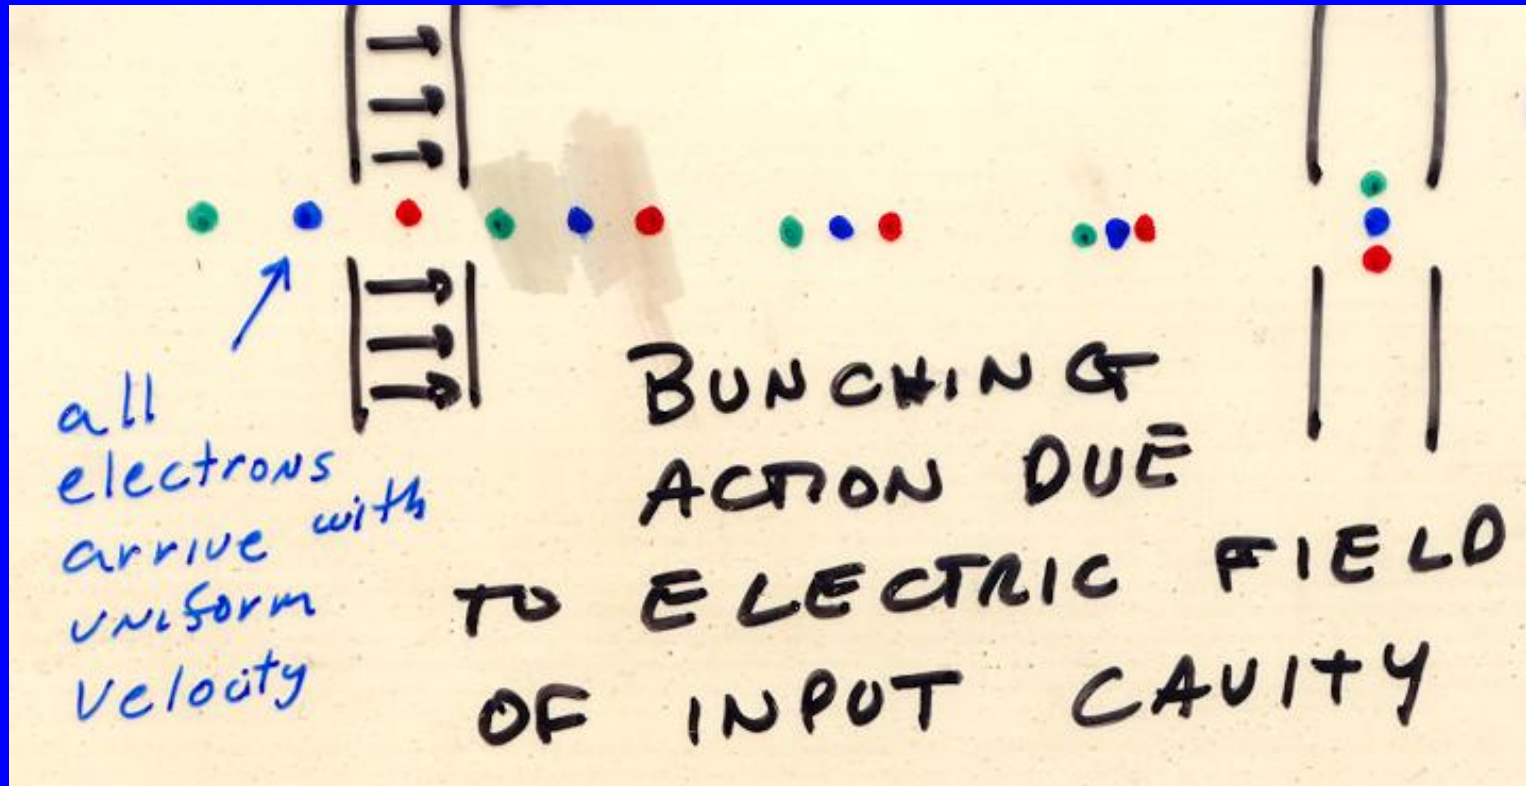 all
electrons
arrive with
uniform
velocity
BUNCHING
ACTION DUE
TO ELECTRIC FIELD
OF INPUT CAVITY